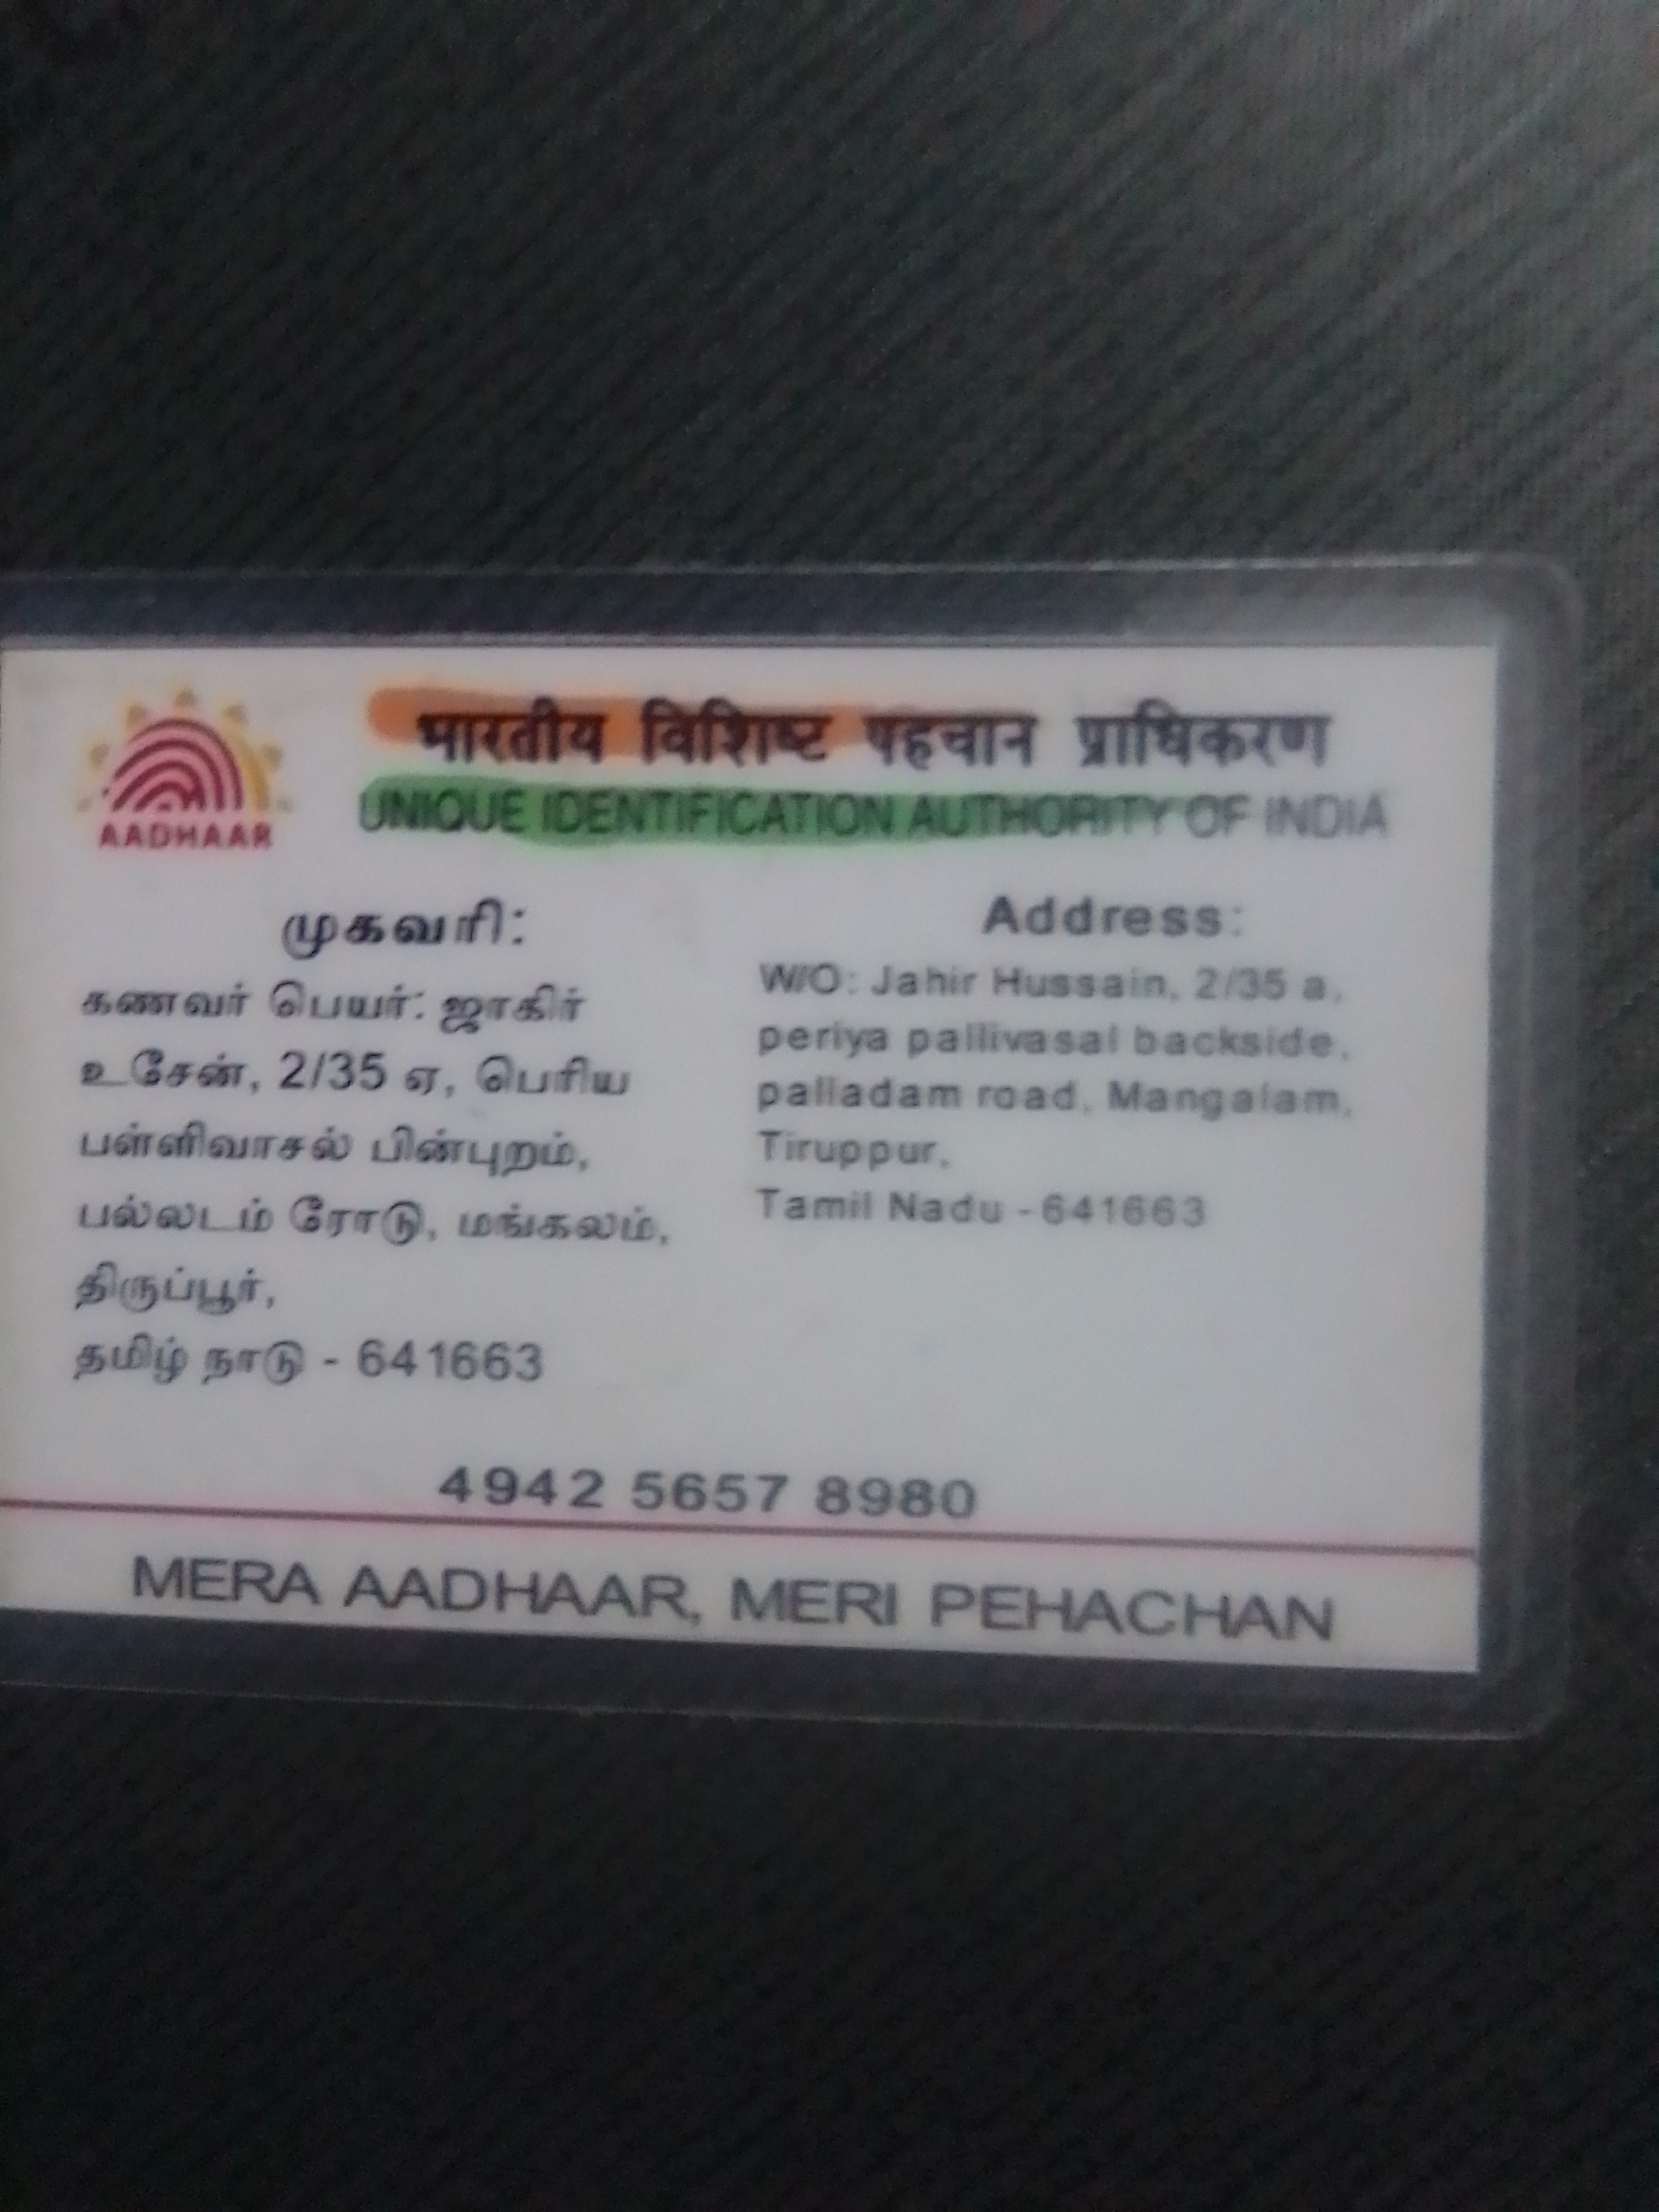 AADHAAR
भारतीय विशिष्ट पहचान प्राधिकरण
UNIQUE IDENTIFICATION AUTHORITY OF INDIA
முகவரி:
கணவர் பெயர்: ஜாகிர்
உசேன், 2/35 ஏ, பெரிய
பள்ளிவாசல் பின்புறம்,
பல்லடம் ரோடு, மங்கலம்,
திருப்பூர்,
தமிழ் நாடு - 641663
Address:
W/O: Jahir Hussain, 2/35 a,
periya pallivasal backside,
palladam road, Mangalam,
Tiruppur,
Tamil Nadu - 641663
4942 5657 8980
MERA AADHAAR, MERI PEHACHAN